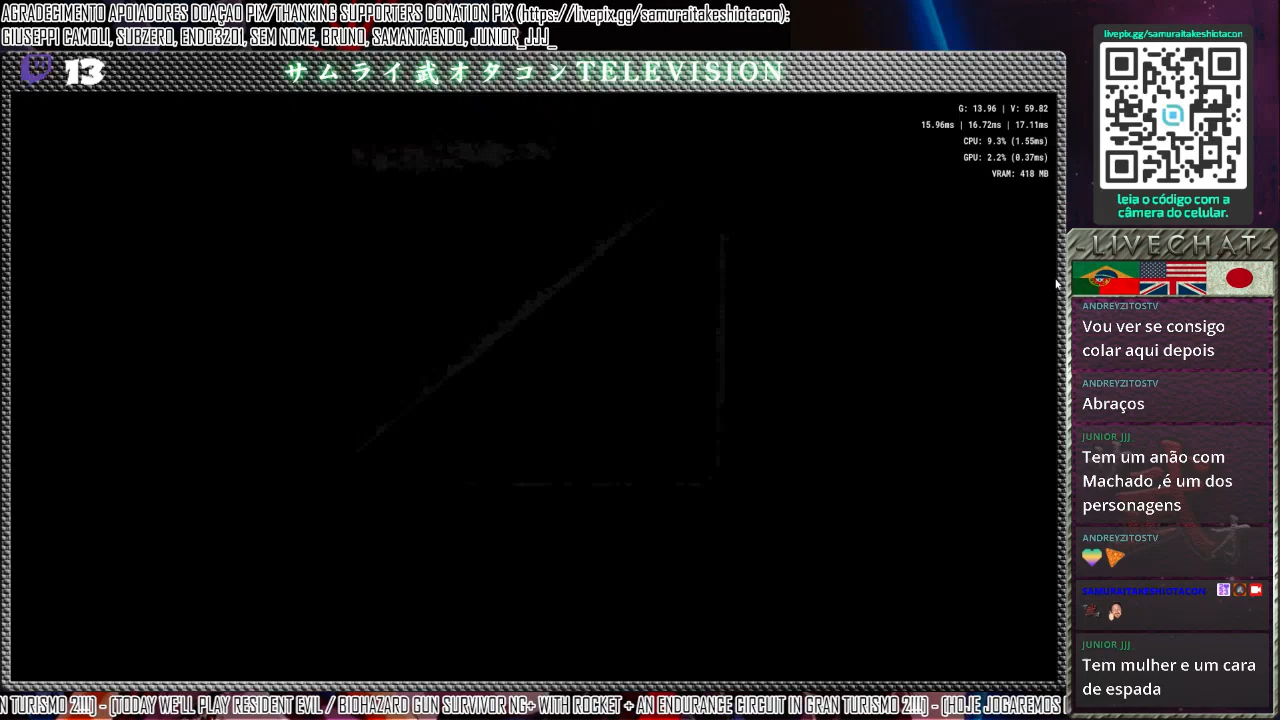 AGRADECIMENTO APOIADORES DOAÇAO PIX/THANKING SUPPORTERS DONATION PIX (https://livepix.gg/samuraitakeshiotacon):
GIUSEPPI CAMOLI, SUBZERO, ENDO3201, SEM NOME, BRUNO, SAMANTAENDO, JUNIOR_JJJ_
13
サムライ武オタコンTELEVISION
G: 13.96 | V: 59.82
15.96ms | 16.72ms | 17.11ms
CPU: 9.3% (1.55ms)
GPU: 2.2% (0.37ms)
VRAM: 418 MB
livepix.gg/samuraitakeshiotacon
leia o código com a
câmera do celular.
-LIVECHAT-
ANDREYZITOSTV
Vou ver se consigo
colar aqui depois
ANDREYZITOSTV
Abraços
JUNIOR JJJ
Tem um anão com
Machado ,é um dos
personagens
ANDREYZITOSTV
SAMURAITAKESHIOTACON
JUNIOR JJJ
Tem mulher e um cara
de espada
N TURISMO 2!!!] - [TODAY WE'LL PLAY RESIDENT EVIL / BIOHAZARD GUN SURVIVOR NG+ WITH ROCKET + AN ENDURANCE CIRCUIT IN GRAN TURISMO 2!!!] - [HOJE JOGAREMOS